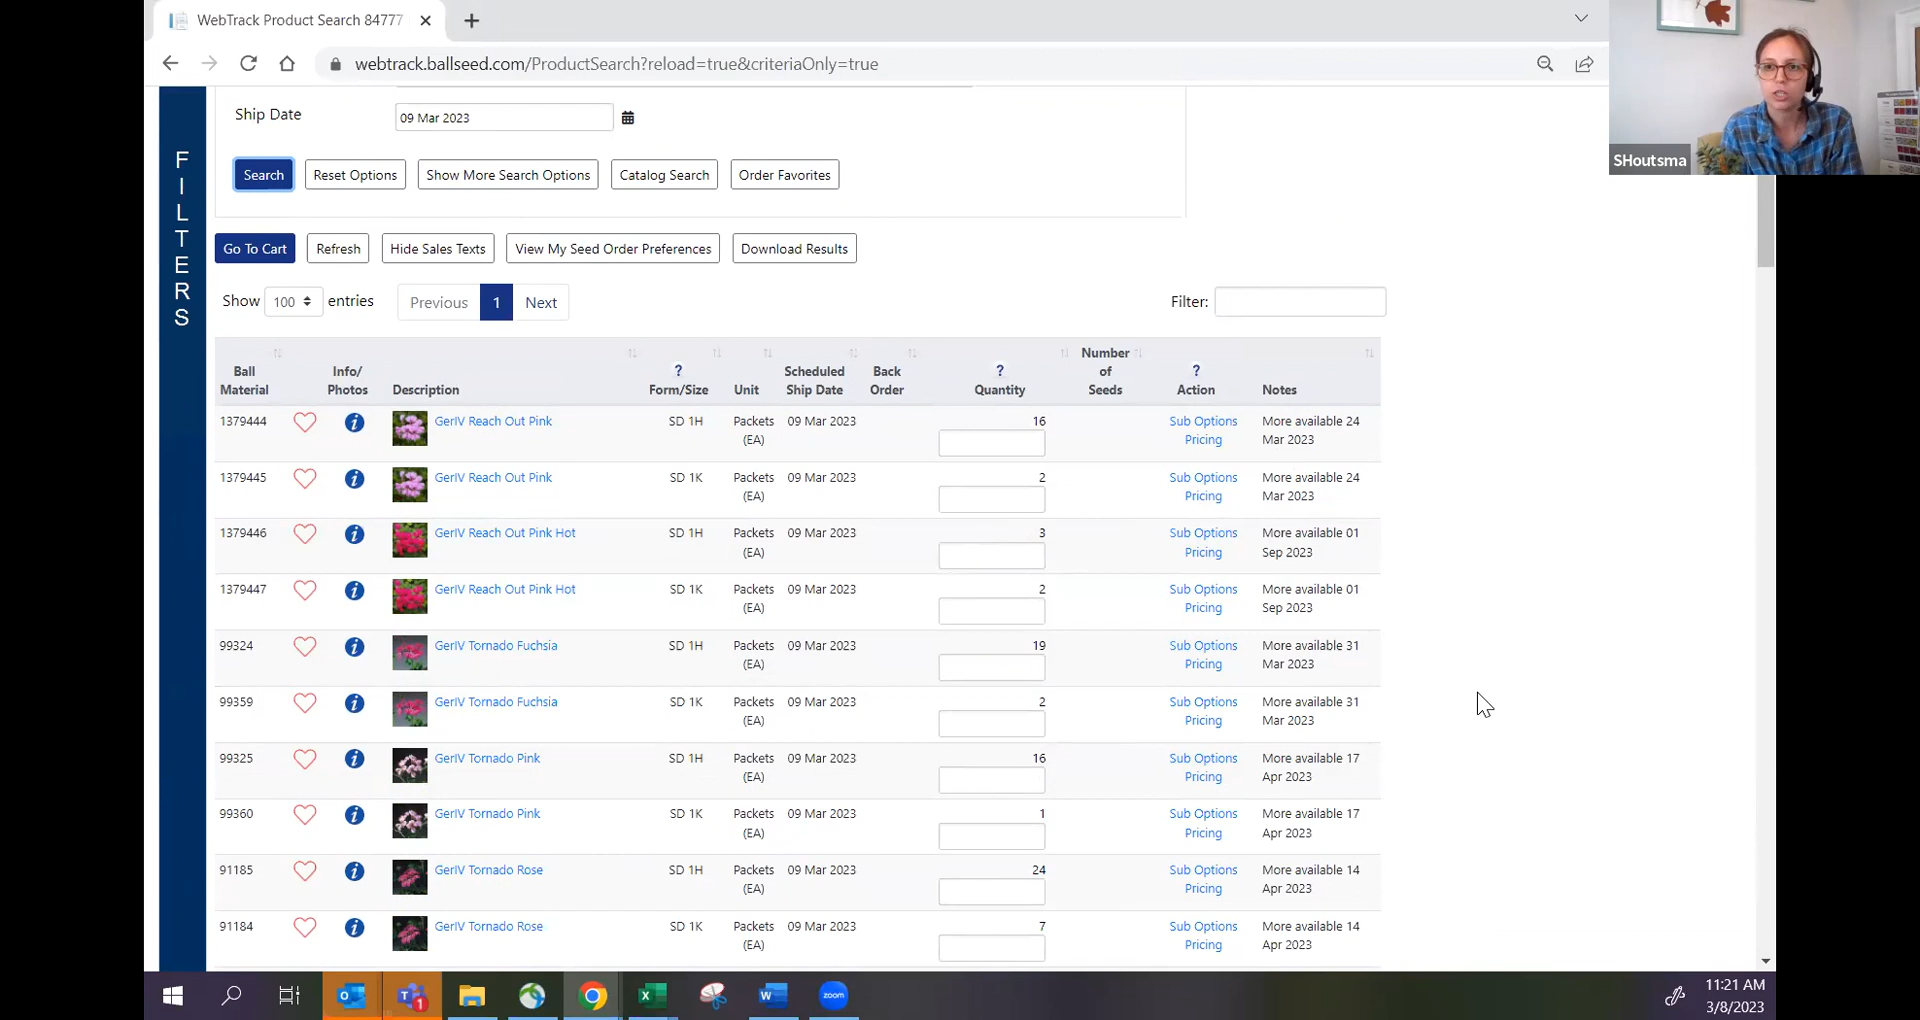 WebTrack Product Search 84777
webtrack.ballseed.com/ProductSearch?reload=true&criteriaOnly=true
SHoutsma
FILTERS
Ship Date 09 Mar 2023
Search Reset Options Show More Search Options Catalog Search Order Favorites
Go To Cart Refresh Hide Sales Texts View My Seed Order Preferences Download Results
Show 100 entries Previous 1 Next Filter:
Ball Material Info/ Photos Description ? Form/Size Unit Scheduled Ship Date Back Order ? Quantity Number of Seeds ? Action Notes
1379444 i GerIV Reach Out Pink SD 1H Packets 09 Mar 2023 16 Sub Options More available 24
(EA) Pricing Mar 2023
1379445 i GerIV Reach Out Pink SD 1K Packets 09 Mar 2023 2 Sub Options More available 24
(EA) Pricing Mar 2023
1379446 i GerIV Reach Out Pink Hot SD 1H Packets 09 Mar 2023 3 Sub Options More available 01
(EA) Pricing Sep 2023
1379447 i GerIV Reach Out Pink Hot SD 1K Packets 09 Mar 2023 2 Sub Options More available 01
(EA) Pricing Sep 2023
99324 i GerIV Tornado Fuchsia SD 1H Packets 09 Mar 2023 19 Sub Options More available 31
(EA) Pricing Mar 2023
99359 i GerIV Tornado Fuchsia SD 1K Packets 09 Mar 2023 2 Sub Options More available 31
(EA) Pricing Mar 2023
99325 i GerIV Tornado Pink SD 1H Packets 09 Mar 2023 16 Sub Options More available 17
(EA) Pricing Apr 2023
99360 i GerIV Tornado Pink SD 1K Packets 09 Mar 2023 1 Sub Options More available 17
(EA) Pricing Apr 2023
91185 i GerIV Tornado Rose SD 1H Packets 09 Mar 2023 24 Sub Options More available 14
(EA) Pricing Apr 2023
91184 i GerIV Tornado Rose SD 1K Packets 09 Mar 2023 7 Sub Options More available 14
(EA) Pricing Apr 2023
1 zoom 11:21 AM
3/8/2023